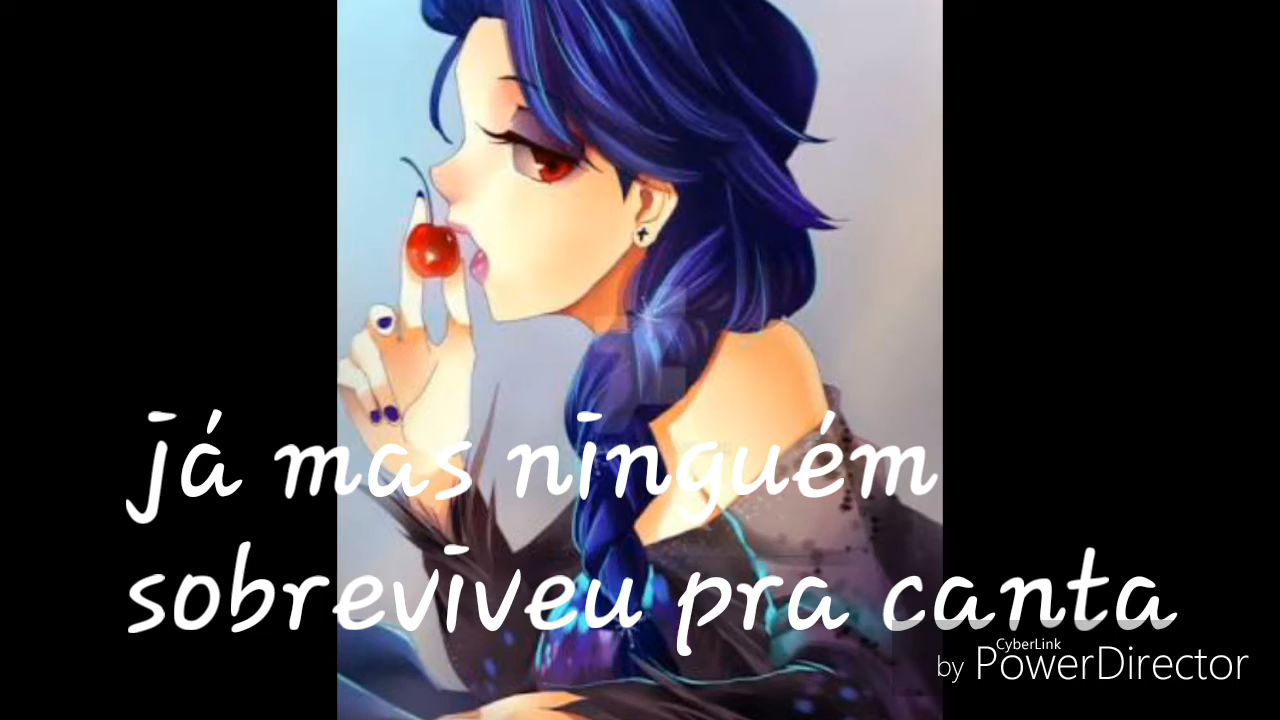 já mas ninguém
sobreviveu pra canta
CyberLink
by PowerDirector